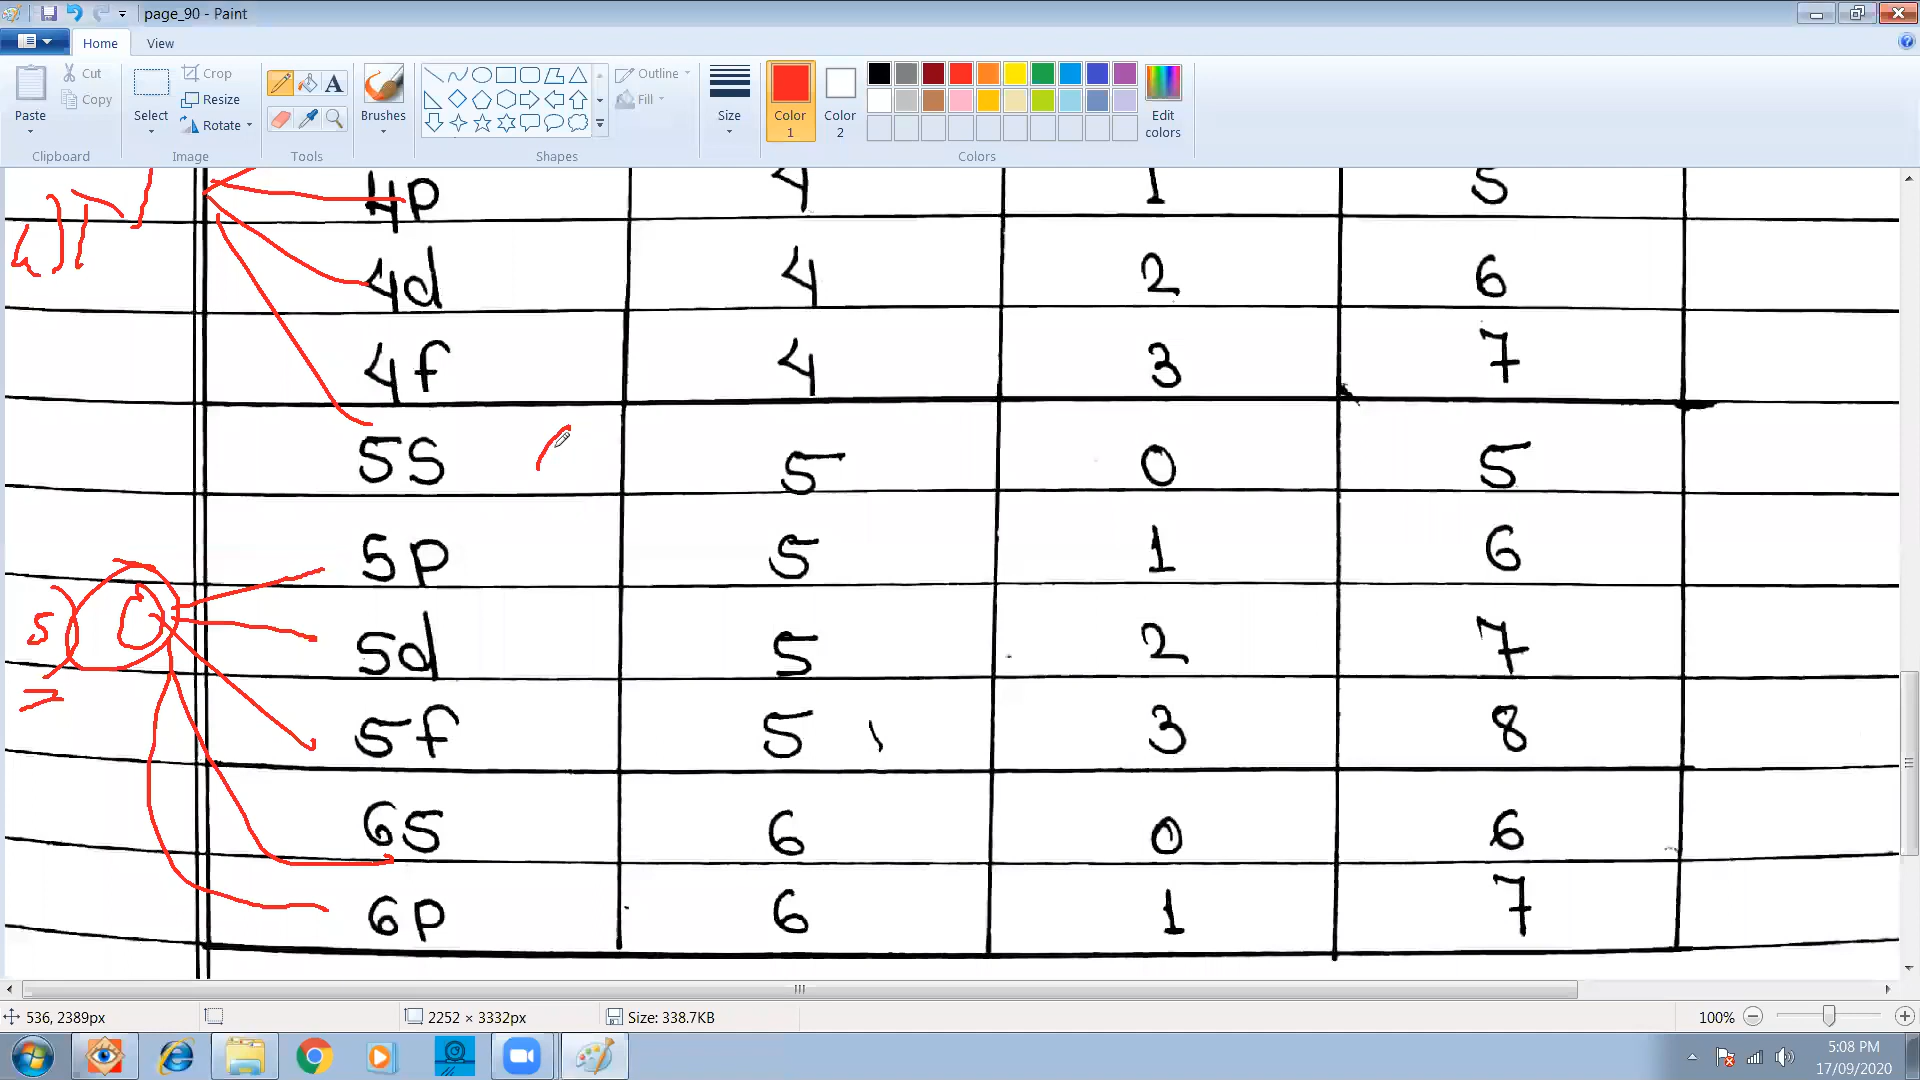 page_90 - Paint
Home View
Cut
Copy
Paste
Clipboard
Select
Crop
Resize
Rotate
Image
A
Tools
Brushes
Shapes
Outline
Fill
Size
Color 1
Color 2
Edit colors
Colors
4p 4 1 5
4d 4 2 6
4f 4 3 7
5S 5 0 5
5p 5 1 6
5d 5 2 7
5f 5 3 8
6S 6 0 6
6p 6 1 7
5
536, 2389px
2252 × 3332px
Size: 338.7KB
100%
5:08 PM
17/09/2020